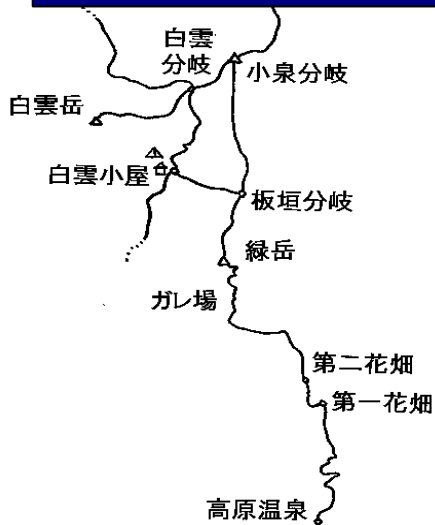 白雲
分岐
小泉分岐
白雲岳
白雲小屋
板垣分岐
緑岳
ガレ場
第二花畑
第一花畑
高原温泉